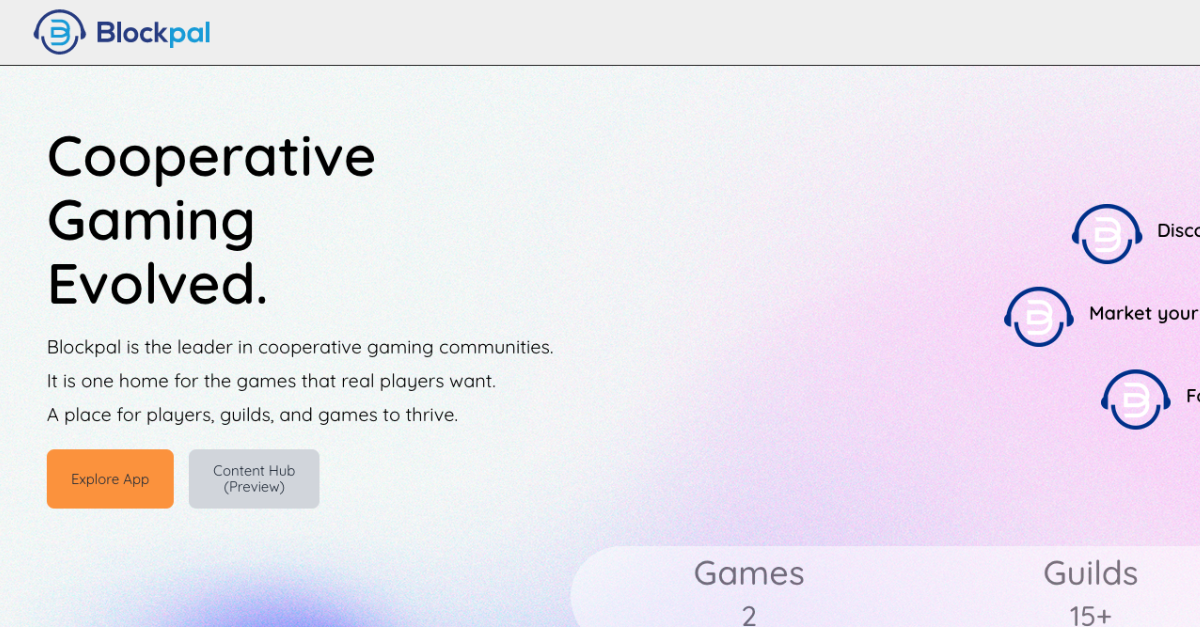 Blockpal
Cooperative
Gaming
Evolved.
Blockpal is the leader in cooperative gaming communities.
It is one home for the games that real players want.
A place for players, guilds, and games to thrive.
Explore App
Content Hub
(Preview)
Market your
Games
2
Guilds
15+